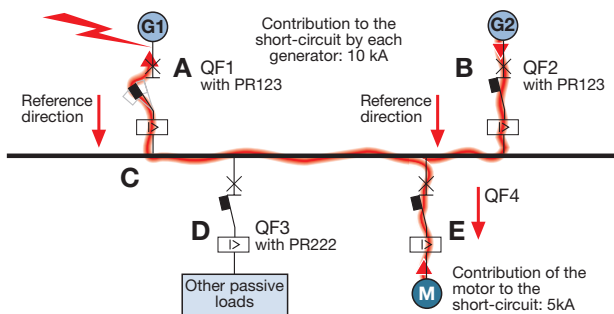 G1
Contribution to the
short-circuit by each
generator: 10 kA
G2
A
QF1
with PR123
B
QF2
with PR123
Reference
direction
Reference
direction
I>
I>
C
D
QF3
with PR222
I>
E
QF4
I>
Other passive
loads
M
Contribution of the
motor to the
short-circuit: 5kA